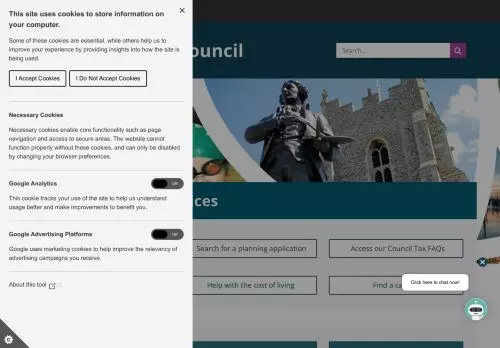 This site uses cookies to store information on
your computer.
Some of these cookies are essential, while others help us to
improve your experience by providing insights into how the site is
being used.
I Accept Cookies
I Do Not Accept Cookies
Necessary Cookies
Necessary cookies enable core functionality such as page
navigation and access to secure areas. The website cannot
function properly without these cookies, and can only be disabled
by changing your browser preferences.
Google Analytics
Off
This cookie tracks your use of the site to help us understand
usage better and make improvements to benefit you.
Google Advertising Platforms
Off
Google uses marketing cookies to help improve the relevancy of
advertising campaigns you receive.
About this tool
ouncil
Search...
ces
Search for a planning application
Access our Council Tax FAQs
Help with the cost of living
Find a ca
Click here to chat now!